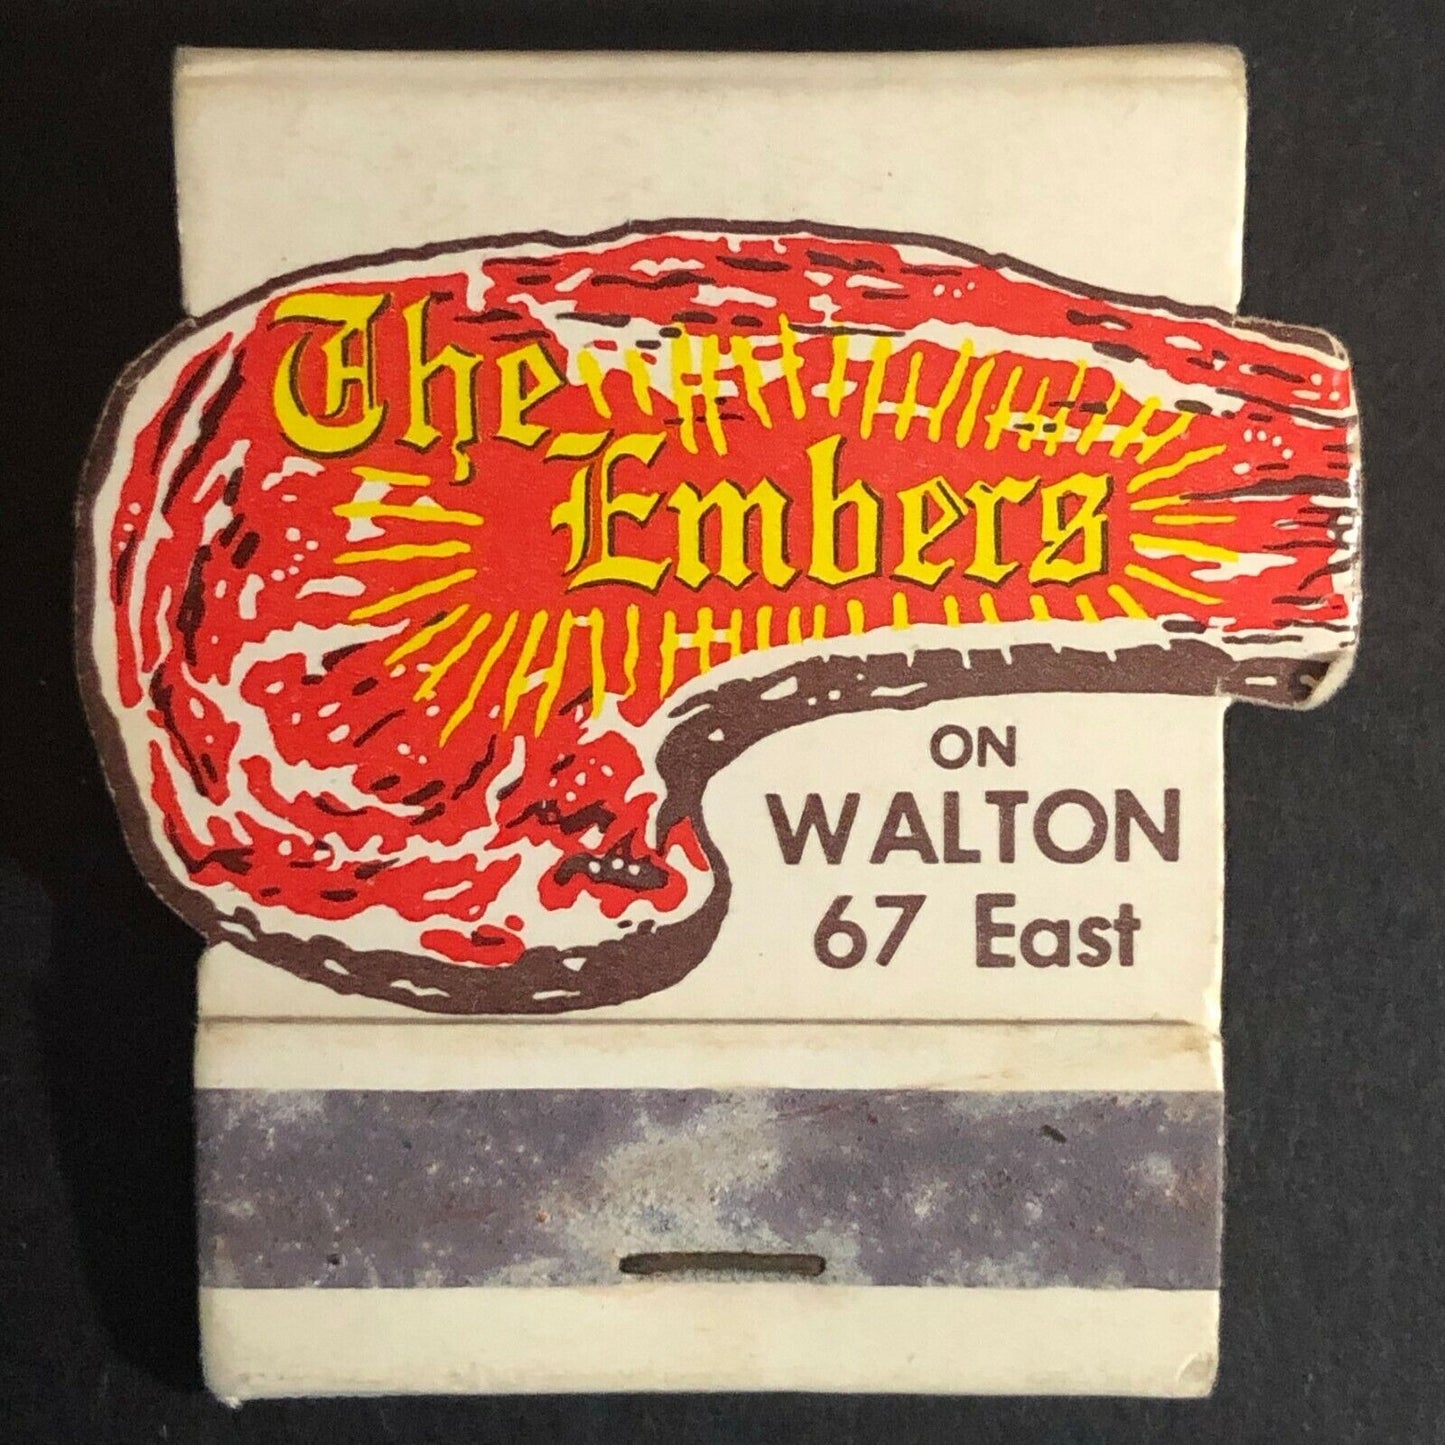 The
Embers
ON
WALTON
67 East